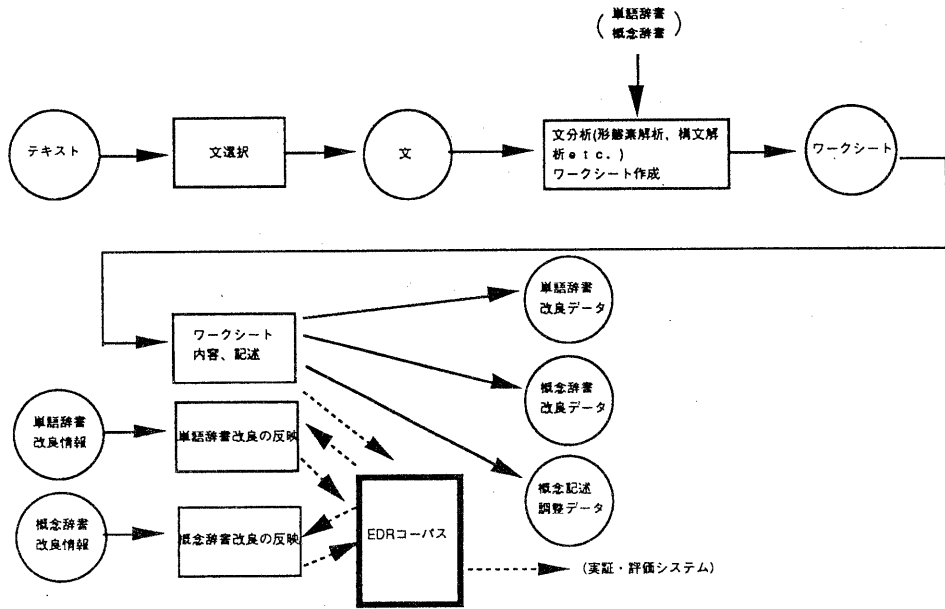 単語辞書
概念辞書
テキスト
文選択
文
文分析(形態素解析、構文解
析etc.)
ワークシート作成
ワークシート
ワークシート
内容、記述
単語辞書
改良データ
概念辞書
改良データ
概念記述
調整データ
単語辞書
改良情報
単語辞書改良の反映
概念辞書
改良情報
概念辞書改良の反映
EDRコーパス
(実証・評価システム)